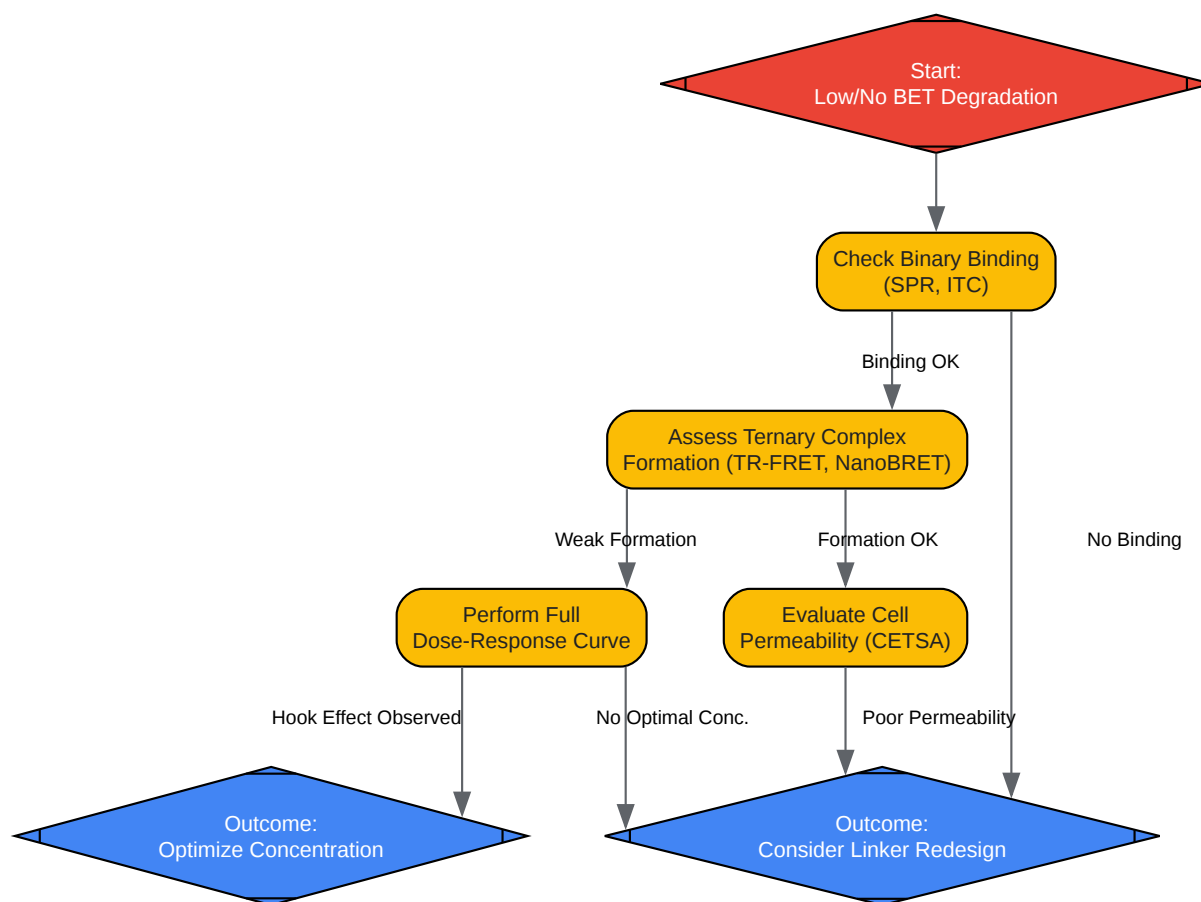 Start:
Low/No BET Degradation
Check Binary Binding
(SPR, ITC)
Binding OK
Assess Ternary Complex
Formation (TR-FRET, NanoBRET)
Weak Formation
Formation OK
No Binding
Perform Full
Dose-Response Curve
Evaluate Cell
Permeability (CETSA)
Hook Effect Observed
No Optimal Conc.
Poor Permeability
Outcome:
Optimize Concentration
Outcome:
Consider Linker Redesign